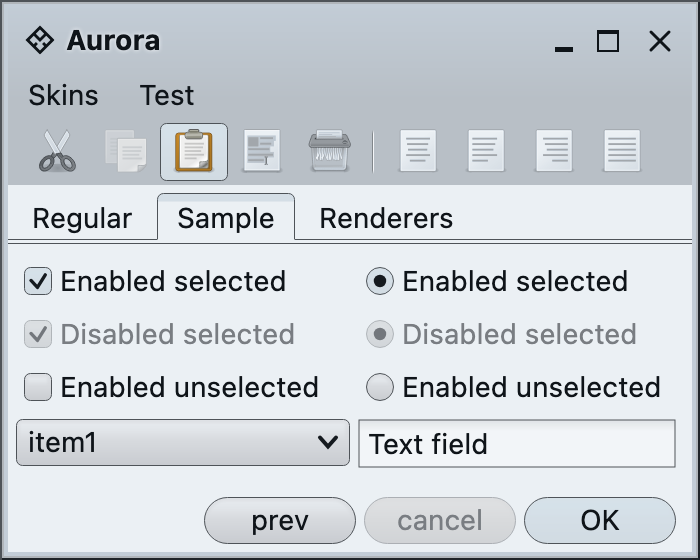 Aurora
Skins Test
Regular Sample Renderers
Enabled selected Enabled selected
Disabled selected Disabled selected
Enabled unselected Enabled unselected
item1 Text field
prev cancel OK